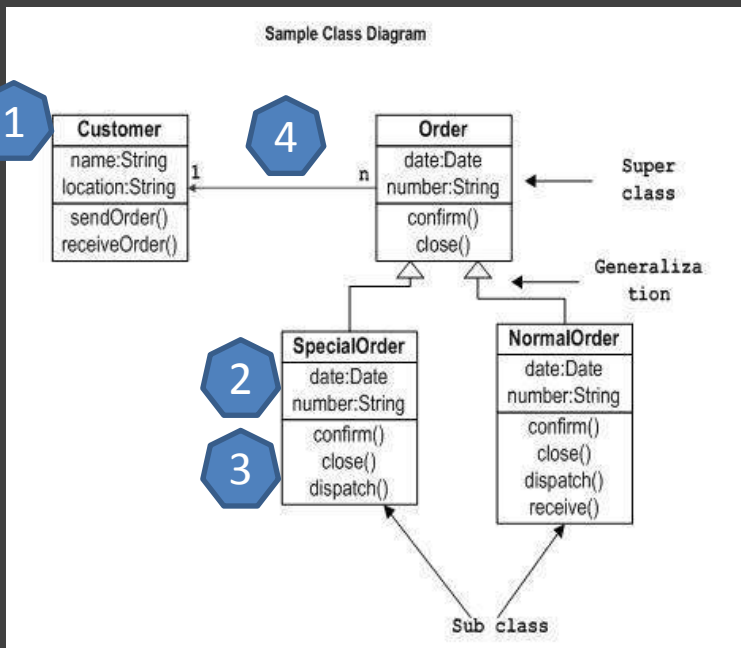 Sample Class Diagram
1
Customer
name:String
location:String
sendOrder()
receiveOrder()
1
4
n
Order
date:Date
number:String
confirm()
close()
Super
class
Generaliza
tion
2
3
SpecialOrder
date:Date
number:String
confirm()
close()
dispatch()
NormalOrder
date:Date
number:String
confirm()
close()
dispatch()
receive()
Sub class